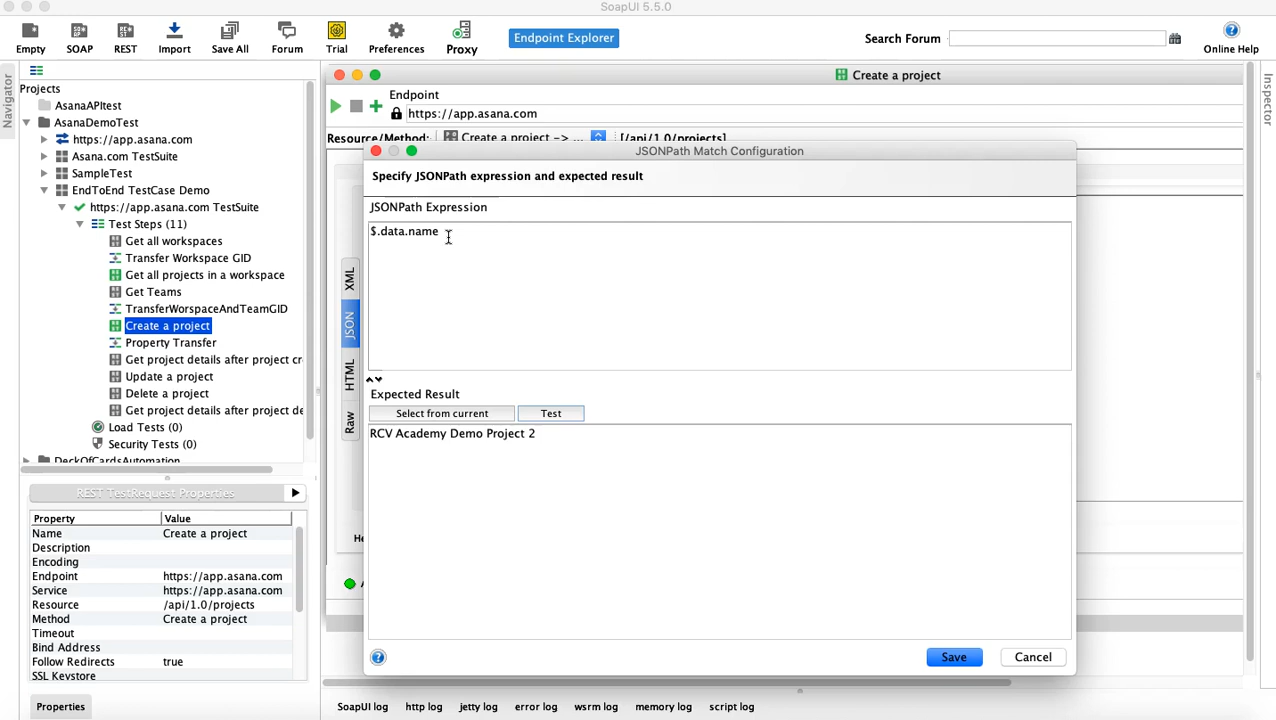 SoapUI 5.5.0
Empty
SOAP
REST
Import
Save All
Forum
Trial
Preferences
Proxy
Endpoint Explorer
Search Forum
Online Help
Navigator
Projects
AsanaAPItest
AsanaDemoTest
https://app.asana.com
Asana.com TestSuite
SampleTest
EndToEnd TestCase Demo
https://app.asana.com TestSuite
Test Steps (11)
Get all workspaces
Transfer Workspace GID
Get all projects in a workspace
Get Teams
TransferWorspaceAndTeamGID
Create a project
Property Transfer
Get project details after project cr
Update a project
Delete a project
Get project details after project de
Load Tests (0)
Security Tests (0)
DeckOfCardsAutomation
REST TestRequest Properties
Property Value
Name Create a project
Description
Encoding
Endpoint https://app.asana.com
Service https://app.asana.com
Resource /api/1.0/projects
Method Create a project
Timeout
Bind Address
Follow Redirects true
SSL Keystore
Properties
Create a project
Endpoint
https://app.asana.com
Resource/Method: Create a project -> ... [/api/1.0/projects]
XML
JSON
HTML
Raw
He
JSONPath Match Configuration
Specify JSONPath expression and expected result
JSONPath Expression
$.data.name
Expected Result
Select from current
Test
RCV Academy Demo Project 2
Save
Cancel
Inspector
SoapUI log
http log
jetty log
error log
wsrm log
memory log
script log